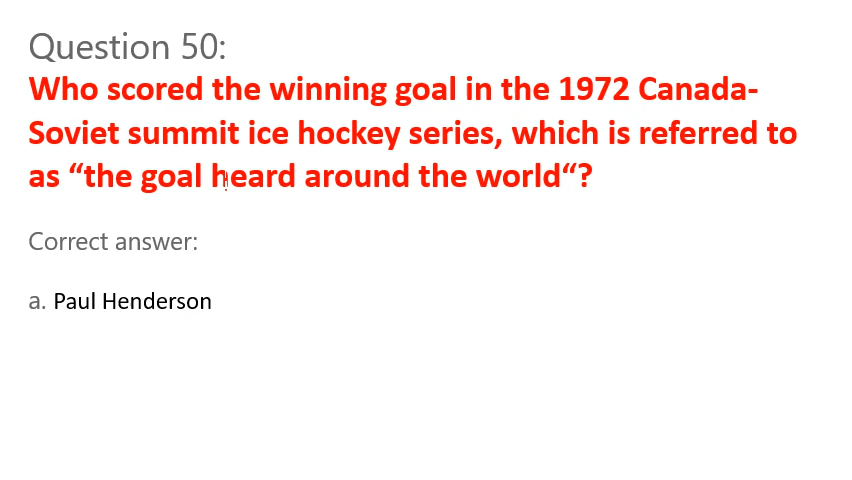 Question 50:
Who scored the winning goal in the 1972 Canada-
Soviet summit ice hockey series, which is referred to
as “the goal heard around the world“?
Correct answer:
a. Paul Henderson